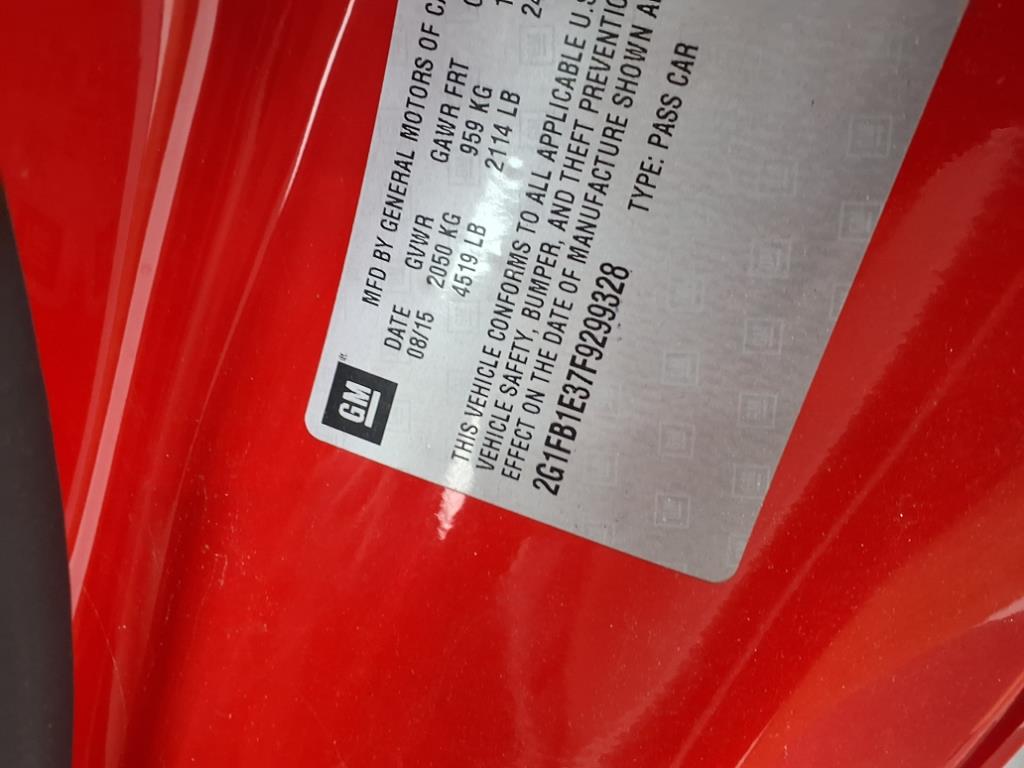 GM
MFD BY GENERAL MOTORS OF
DATE GVWR GAWR FRT
08/15 2050 KG 959 KG
4519 LB 2114 LB
THIS VEHICLE CONFORMS TO ALL APPLICABLE U.S
VEHICLE SAFETY, BUMPER, AND THEFT
EFFECT ON THE DATE OF MANUFACTURE SHOWN
2G1FB1E37F9299328 TYPE: PASS CAR